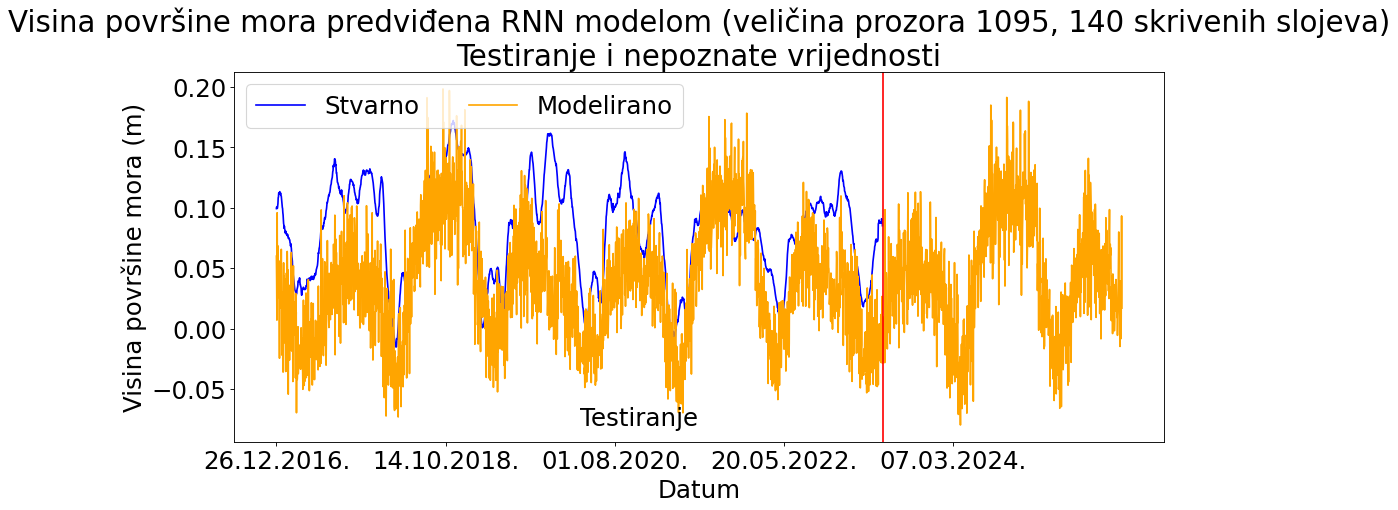 Visina površine mora predviđena RNN modelom (veličina prozora 1095, 140 skrivenih slojeva)
Testiranje i nepoznate vrijednosti
Stvarno Modelirano
0.20
0.15
0.10
0.05
0.00
−0.05
Visina površine mora (m)
Testiranje
26.12.2016. 14.10.2018. 01.08.2020. 20.05.2022. 07.03.2024.
Datum